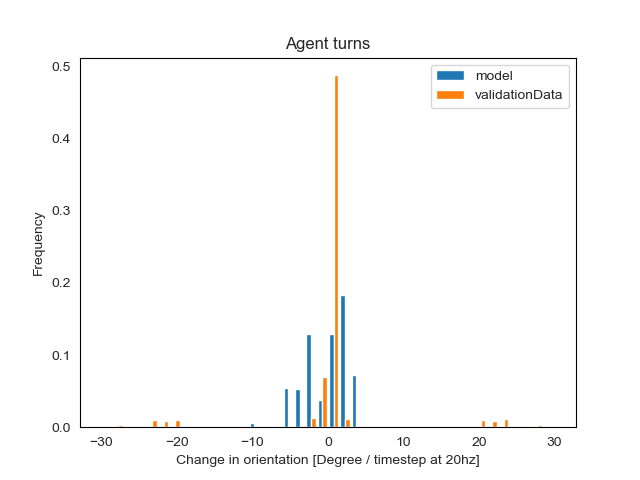 Agent turns
model
validationData
Frequency
0.5
0.4
0.3
0.2
0.1
0.0
−30 −20 −10 0 10 20 30
Change in orientation [Degree / timestep at 20hz]